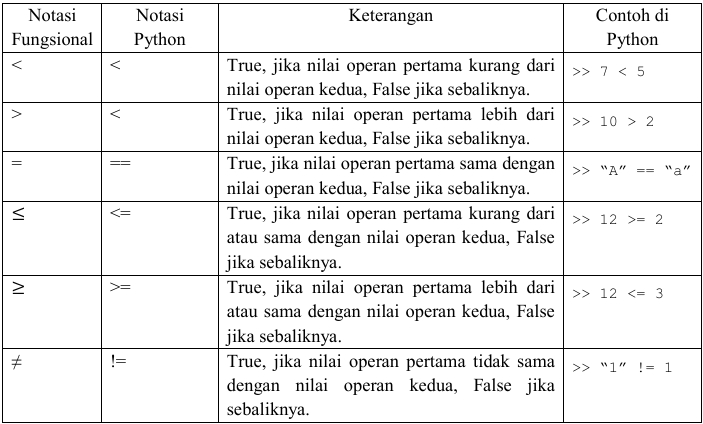 Notasi Fungsional | Notasi Python | Keterangan | Contoh di Python
< | < | True, jika nilai operan pertama kurang dari
nilai operan kedua, False jika sebaliknya. | >> 7 < 5
> | < | True, jika nilai operan pertama lebih dari
nilai operan kedua, False jika sebaliknya. | >> 10 > 2
= | == | True, jika nilai operan pertama sama dengan
nilai operan kedua, False jika sebaliknya. | >> “A” == “a”
≤ | <= | True, jika nilai operan pertama kurang dari
atau sama dengan nilai operan kedua, False
jika sebaliknya. | >> 12 >= 2
≥ | >= | True, jika nilai operan pertama lebih dari
atau sama dengan nilai operan kedua, False
jika sebaliknya. | >> 12 <= 3
≠ | != | True, jika nilai operan pertama tidak sama
dengan nilai operan kedua, False jika
sebaliknya. | >> “1” != 1